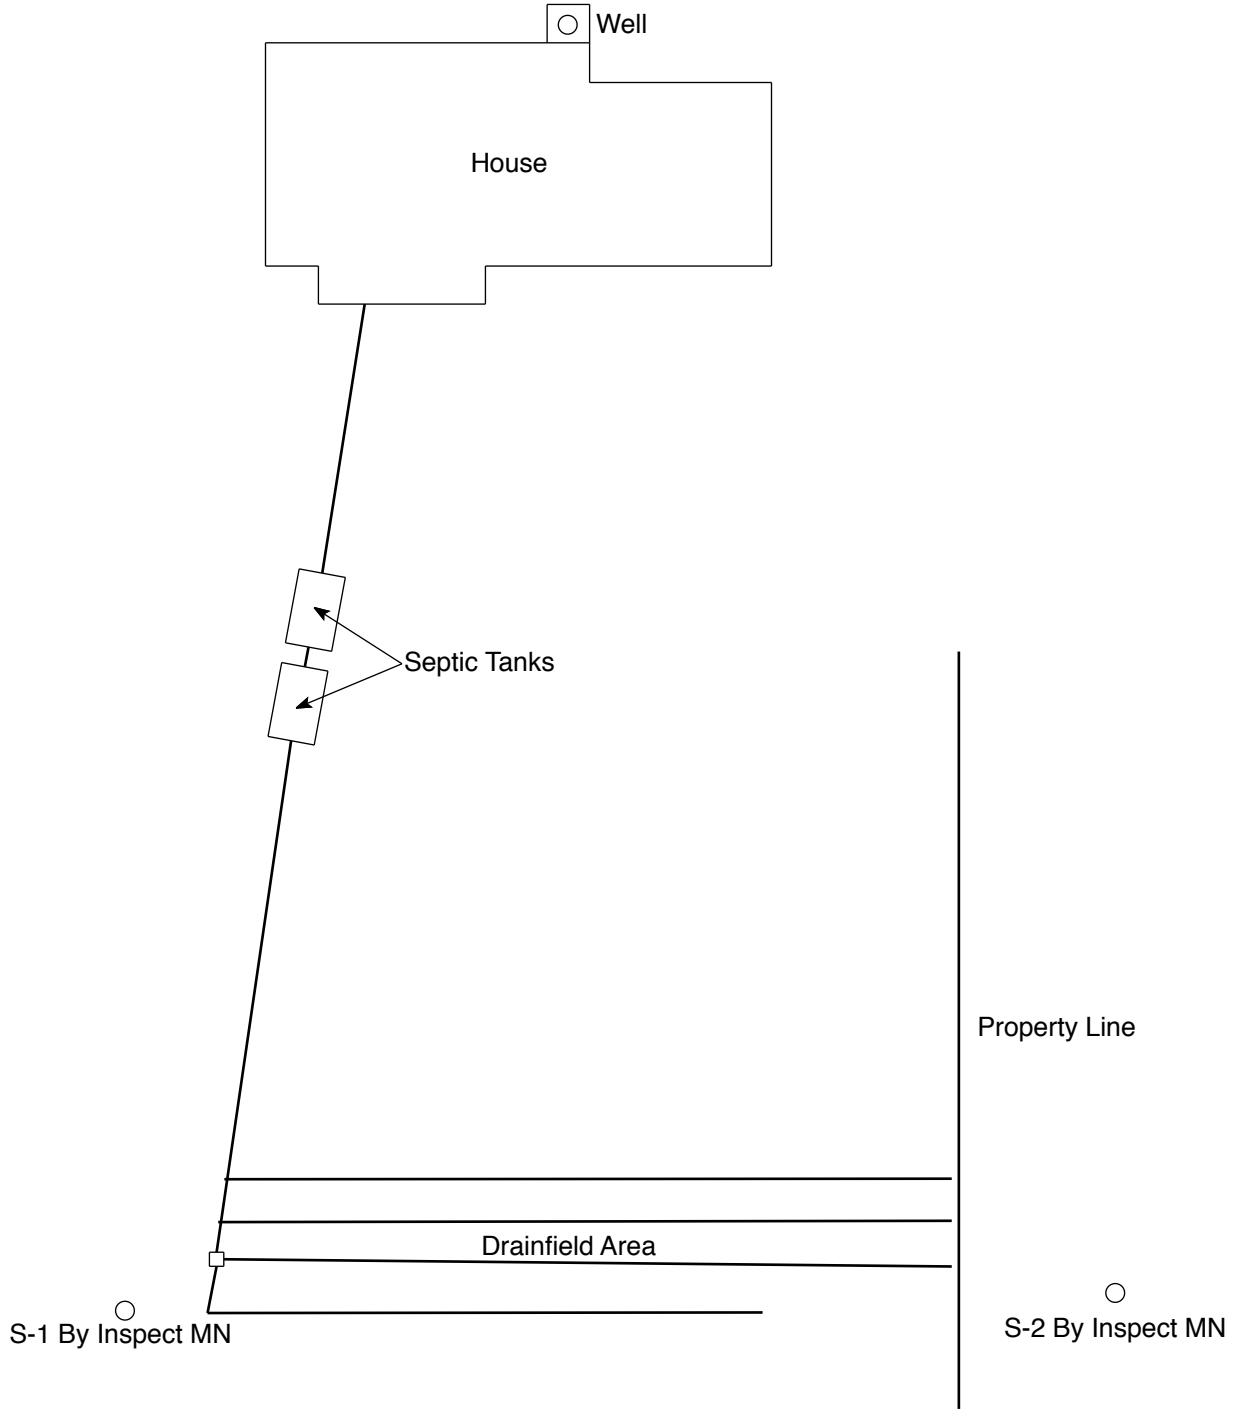 Well
House
Septic Tanks
Property Line
Drainfield Area
S-1 By Inspect MN
S-2 By Inspect MN